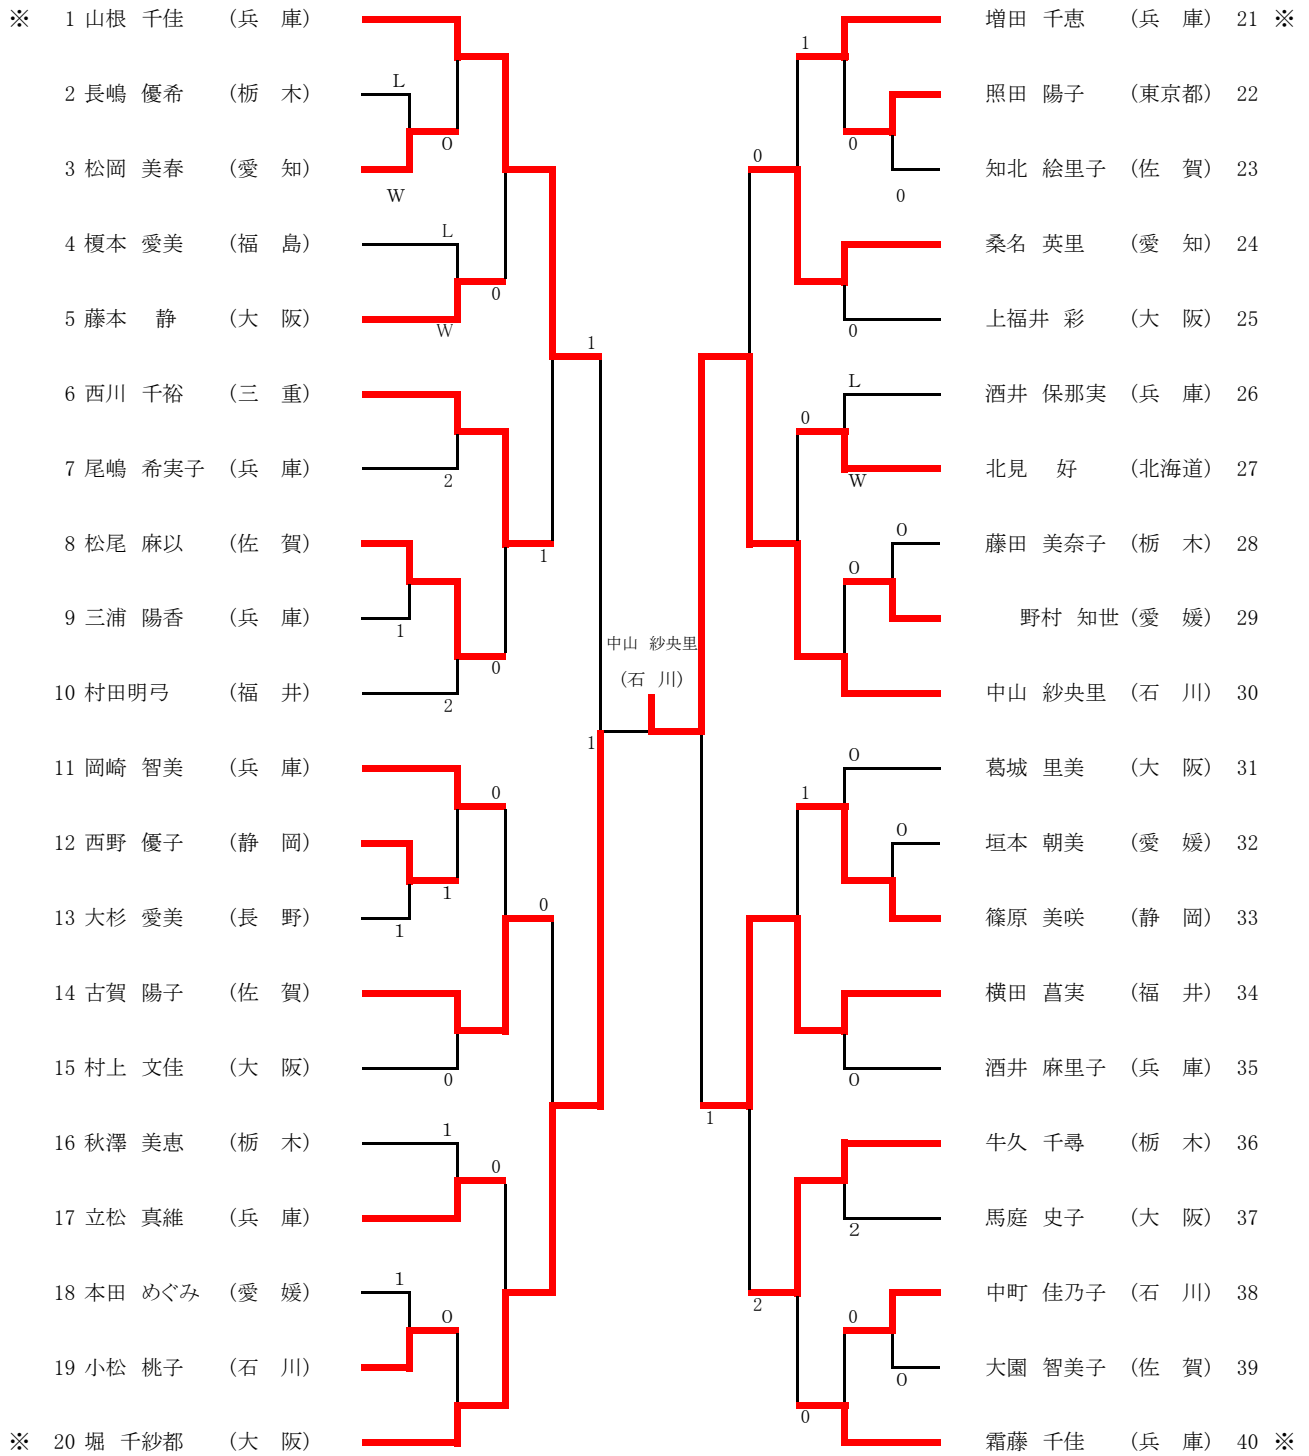 ※ 1 山根 千佳 (兵 庫)
2 長嶋 優希 (栃 木)
L
O
3 松岡 美春 (愛 知)
W
4 榎本 愛美 (福 島)
L
0
5 藤本 静 (大 阪)
W
1
6 西川 千裕 (三 重)
7 尾嶋 希実子 (兵 庫)
2
8 松尾 麻以 (佐 賀)
1
9 三浦 陽香 (兵 庫)
1
0
10 村田明弓 (福 井)
2
11 岡崎 智美 (兵 庫)
0
12 西野 優子 (静 岡)
1
13 大杉 愛美 (長 野)
1
0
14 古賀 陽子 (佐 賀)
15 村上 文佳 (大 阪)
0
16 秋澤 美恵 (栃 木)
1
0
17 立松 真維 (兵 庫)
18 本田 めぐみ (愛 媛)
1
O
19 小松 桃子 (石 川)
※ 20 堀 千紗都 (大 阪)
中山 紗央里
(石 川)
1
増田 千恵 (兵 庫) 21 ※
1
照田 陽子 (東京都) 22
0
0
知北 絵里子 (佐 賀) 23
0
桑名 英里 (愛 知) 24
上福井 彩 (大 阪) 25
0
L
酒井 保那実 (兵 庫) 26
0
北見 好 (北海道) 27
W
O
藤田 美奈子 (栃 木) 28
O
野村 知世 (愛 媛) 29
中山 紗央里 (石 川) 30
O
葛城 里美 (大 阪) 31
1
O
垣本 朝美 (愛 媛) 32
篠原 美咲 (静 岡) 33
横田 菖実 (福 井) 34
酒井 麻里子 (兵 庫) 35
O
1
牛久 千尋 (栃 木) 36
馬庭 史子 (大 阪) 37
2
中町 佳乃子 (石 川) 38
2
0
大園 智美子 (佐 賀) 39
O
0
霜藤 千佳 (兵 庫) 40 ※